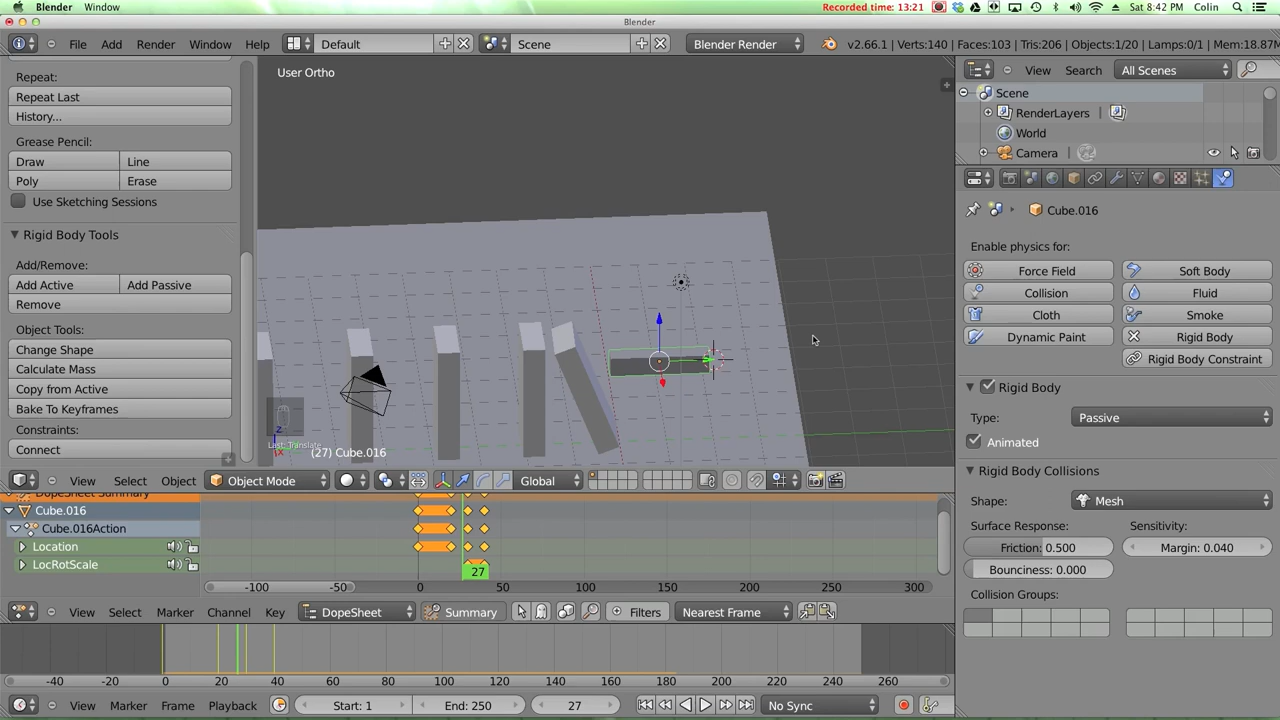 Blender Window Recorded time: 13:21 Sat 8:42 PM Colin
Blender
File Add Render Window Help Default Scene Blender Render v2.66.1 | Verts:140 | Faces:103 | Tris:206 | Objects:1/20 | Lamps:0/1 | Mem:18.87M
Repeat:
Repeat Last
History...
Grease Pencil:
Draw Line
Poly Erase
Use Sketching Sessions
Rigid Body Tools
Add/Remove:
Add Active Add Passive
Remove
Object Tools:
Change Shape
Calculate Mass
Copy from Active
Bake To Keyframes
Constraints:
Connect
User Ortho
Last: Translate
(27) Cube.016
View Search All Scenes
Scene
RenderLayers
World
Camera
Cube.016
Enable physics for:
Force Field Soft Body
Collision Fluid
Cloth Smoke
Dynamic Paint Rigid Body
Rigid Body Constraint
Rigid Body
Type: Passive
Animated
Rigid Body Collisions
Shape: Mesh
Surface Response: Sensitivity:
Friction: 0.500 Margin: 0.040
Bounciness: 0.000
Collision Groups:
View Select Object Object Mode Global
DopeSheet Summary
Cube.016
Cube.016Action
Location
LocRotScale
27
-100 -50 0 50 100 150 200 250 300
View Select Marker Channel Key DopeSheet Summary Filters Nearest Frame
-40 -20 0 20 40 60 80 100 120 140 160 180 200 220 240 260
View Marker Frame Playback Start: 1 End: 250 27 No Sync